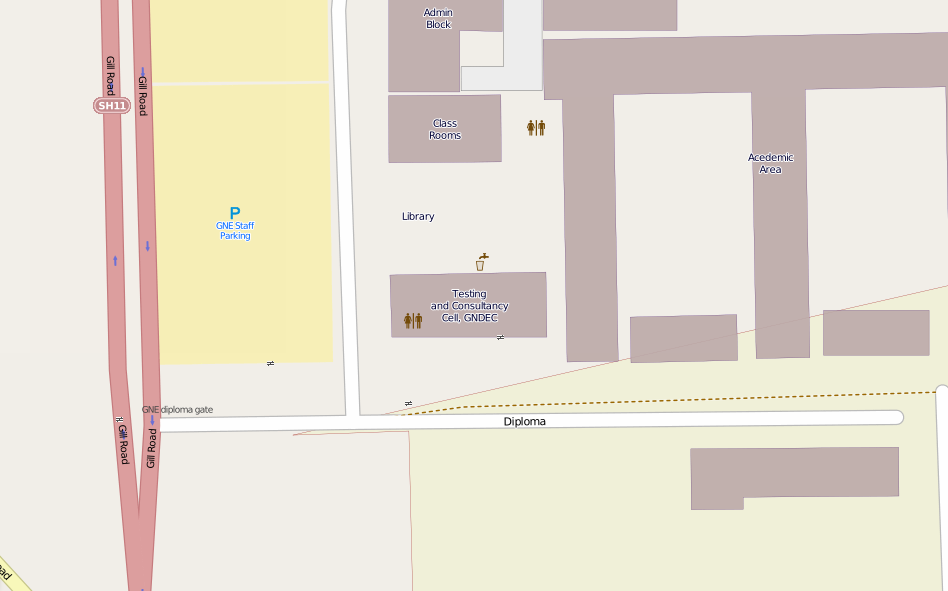 Admin
Block
Gill Road
Gill Road
SH11
Class
Rooms
Acedemic
Area
P
GNE Staff
Parking
Library
Testing
and Consultancy
Cell, GNDEC
GNE diploma gate
Diploma
Gill Road
Gill Road